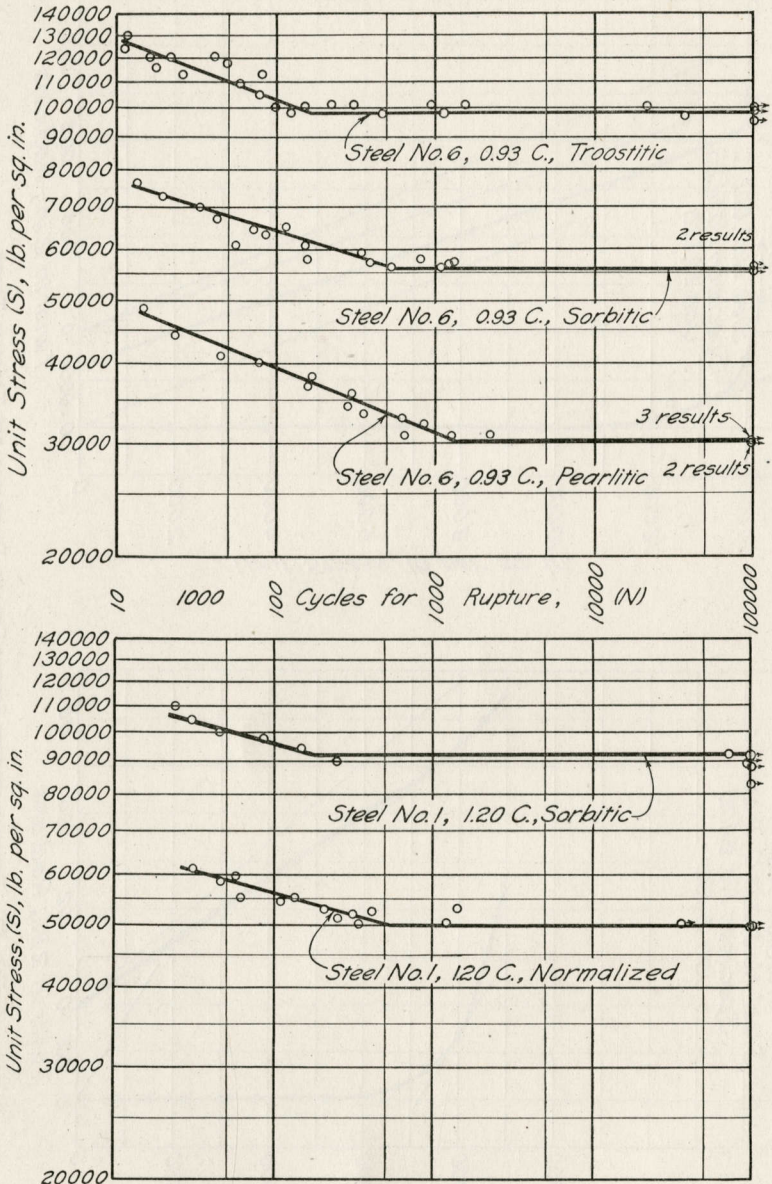 140000
130000
120000
110000
100000
90000
80000
70000
60000
50000
40000
30000
20000
Unit Stress (S), lb. per sq. in.
Steel No. 6, 0.93 C., Troostitic
2 results
Steel No. 6, 0.93 C., Sorbitic
3 results
Steel No. 6, 0.93 C., Pearlitic
2 results
10
1000
100
Cycles for
1000
Rupture,
10000
(N)
100000
140000
130000
120000
110000
100000
90000
80000
70000
60000
50000
40000
30000
20000
Unit Stress, (S), lb. per sq. in.
Steel No. 1, 1.20 C., Sorbitic
Steel No. 1, 1.20 C., Normalized